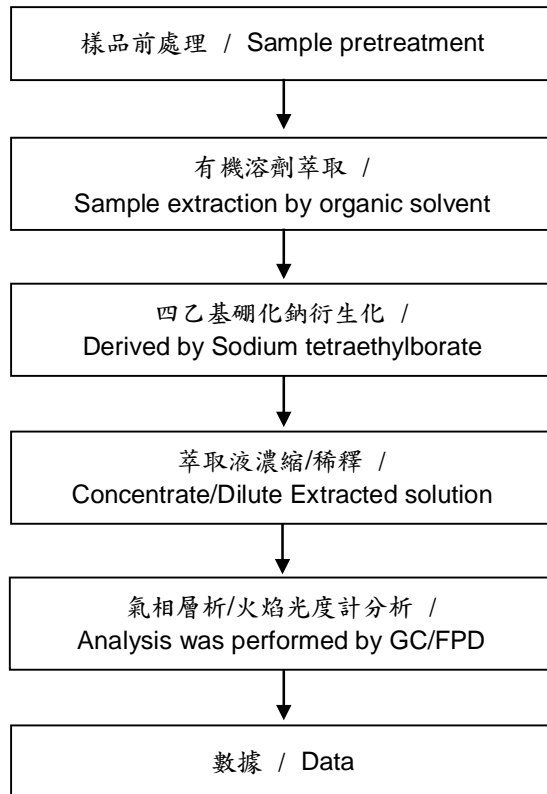 樣品前處理 / Sample pretreatment
有機溶劑萃取 /
Sample extraction by organic solvent
四乙基硼化鈉衍生化 /
Derived by Sodium tetraethylborate
萃取液濃縮/稀釋 /
Concentrate/Dilute Extracted solution
氣相層析/火焰光度計分析 /
Analysis was performed by GC/FPD
數據 / Data